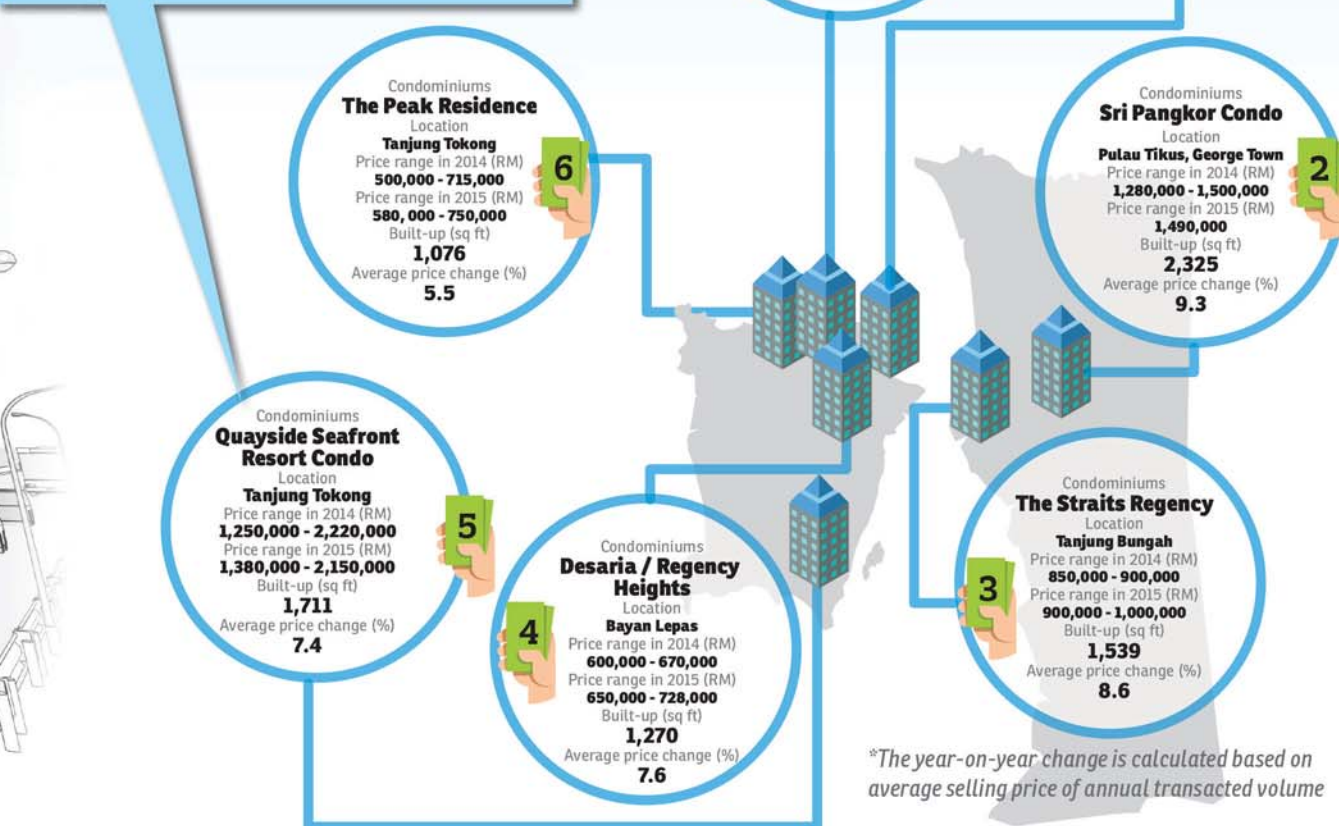 Condominiums
The Peak Residence
Location
Tanjung Tokong
Price range in 2014 (RM)
500,000 - 715,000
Price range in 2015 (RM)
580, 000 - 750,000
Built-up (sq ft)
1,076
Average price change (%)
5.5
6
Condominiums
Sri Pangkor Condo
Location
Pulau Tikus, George Town
Price range in 2014 (RM)
1,280,000 - 1,500,000
Price range in 2015 (RM)
1,490,000
Built-up (sq ft)
2,325
Average price change (%)
9.3
2
Condominiums
Quayside Seafront
Resort Condo
Location
Tanjung Tokong
Price range in 2014 (RM)
1,250,000 - 2,220,000
Price range in 2015 (RM)
1,380,000 - 2,150,000
Built-up (sq ft)
1,711
Average price change (%)
7.4
5
Condominiums
Desaria / Regency
Heights
Location
Bayan Lepas
Price range in 2014 (RM)
600,000 - 670,000
Price range in 2015 (RM)
650,000 - 728,000
Built-up (sq ft)
1,270
Average price change (%)
7.6
4
Condominiums
The Straits Regency
Location
Tanjung Bungah
Price range in 2014 (RM)
850,000 - 900,000
Price range in 2015 (RM)
900,000 - 1,000,000
Built-up (sq ft)
1,539
Average price change (%)
8.6
3
*The year-on-year change is calculated based on
average selling price of annual transacted volume